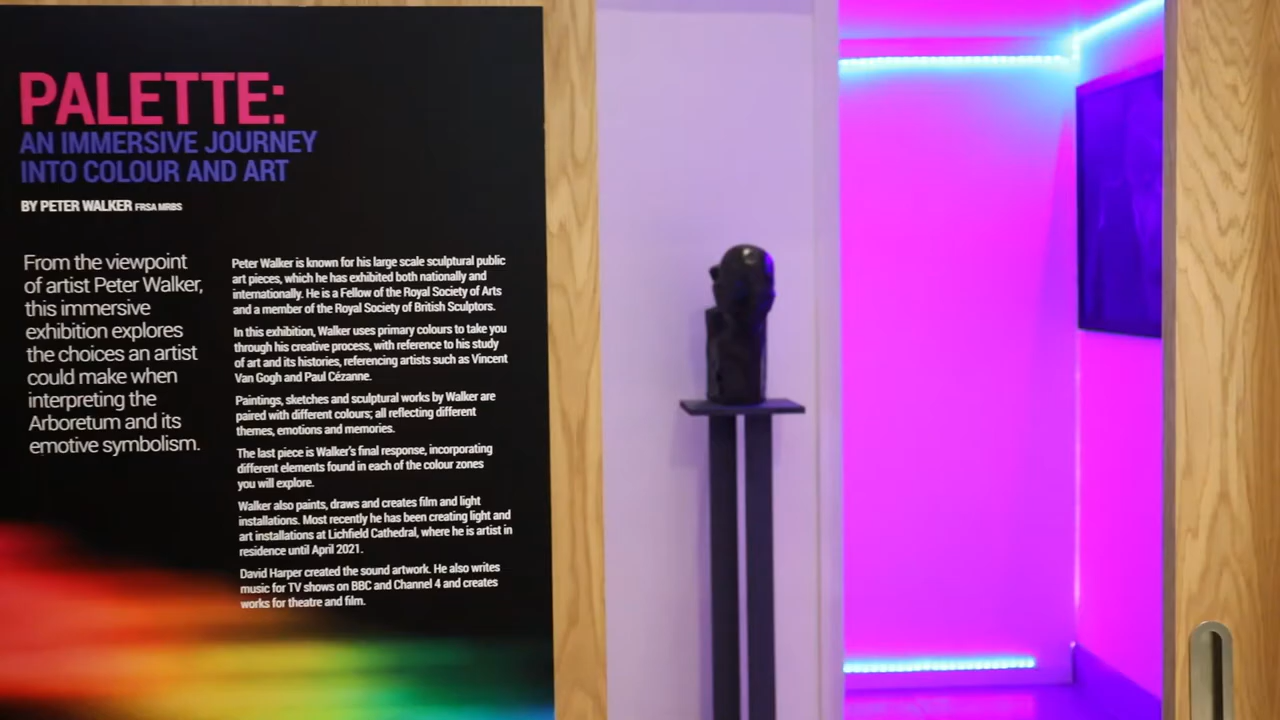 PALETTE:
AN IMMERSIVE JOURNEY
INTO COLOUR AND ART
BY PETER WALKER FRSA MRBS
From the viewpoint
of artist Peter Walker,
this immersive
exhibition explores
the choices an artist
could make when
interpreting the
Arboretum and its
emotive symbolism.
Peter Walker is known for his large scale sculptural public
art pieces, which he has exhibited both nationally and
internationally. He is a Fellow of the Royal Society of Arts
and a member of the Royal Society of British Sculptors.
In this exhibition, Walker uses primary colours to take you
through his creative process, with reference to his study
of art and its histories, referencing artists such as Vincent
Van Gogh and Paul Cézanne.
Paintings, sketches and sculptural works by Walker are
paired with different colours; all reflecting different
themes, emotions and memories.
The last piece is Walker's final response, incorporating
different elements found in each of the colour zones
you will explore.
Walker also paints, draws and creates film and light
installations. Most recently he has been creating light and
art installations at Lichfield Cathedral, where he is artist in
residence until April 2021.
David Harper created the sound artwork. He also writes
music for TV shows on BBC and Channel 4 and creates
works for theatre and film.